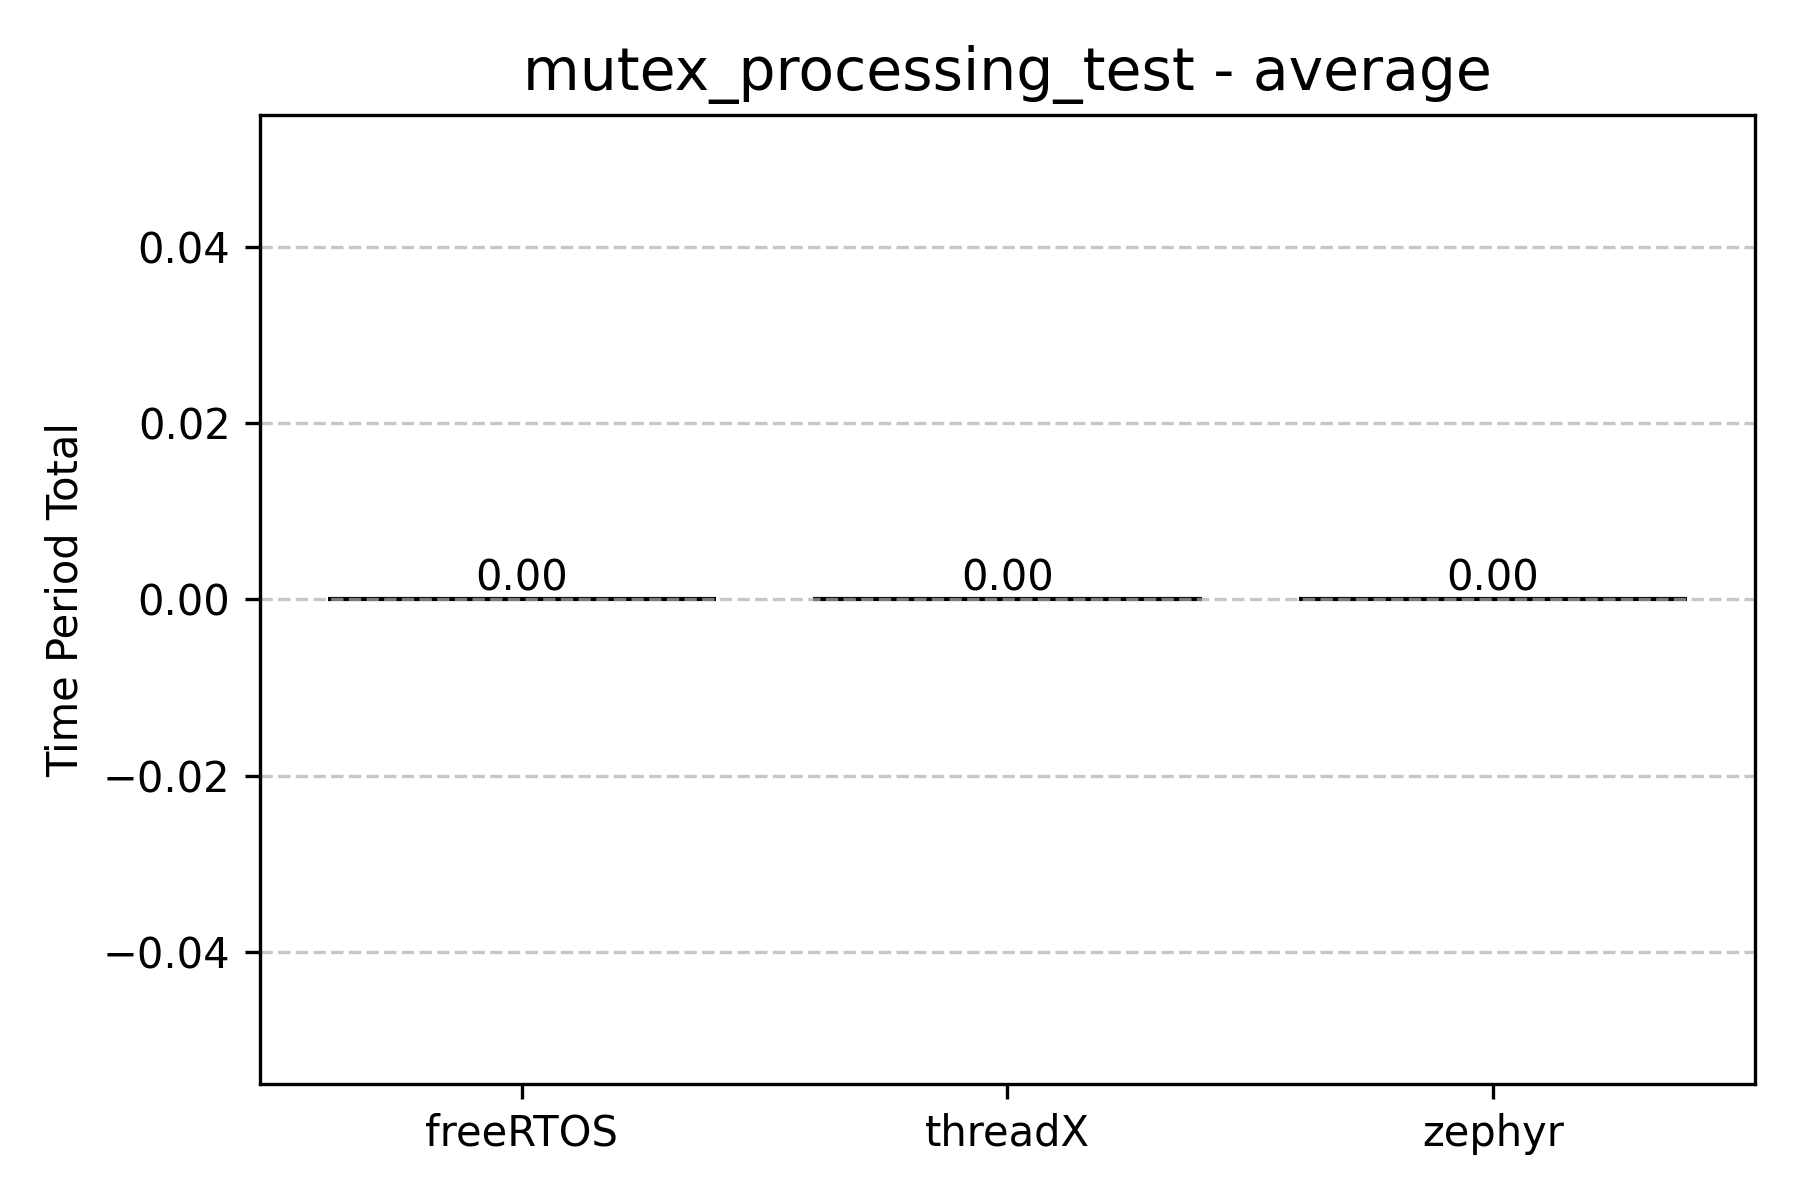 mutex_processing_test - average
Time Period Total
0.04
0.02
0.00
−0.02
−0.04
0.00
0.00
0.00
freeRTOS
threadX
zephyr